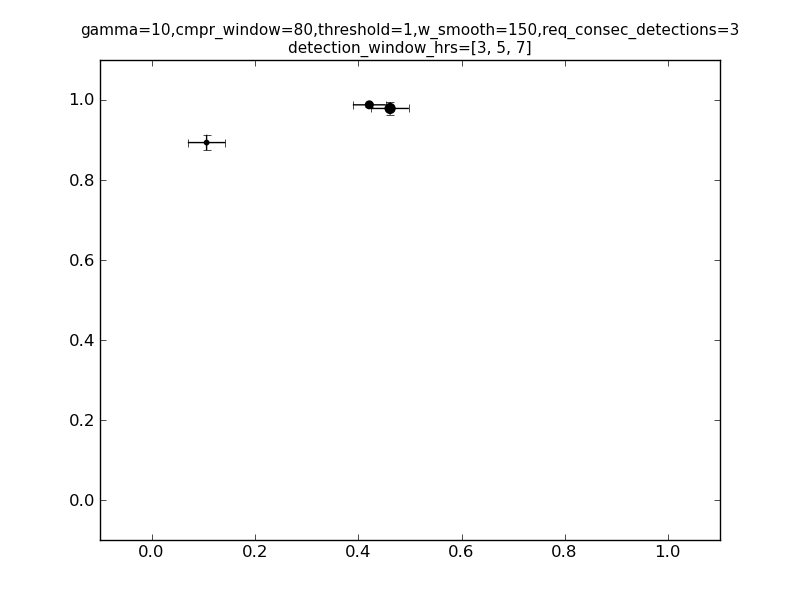 gamma=10,cmpr_window=80,threshold=1,w_smooth=150,req_consec_detections=3
detection_window_hrs=[3, 5, 7]
1.0
0.8
0.6
0.4
0.2
0.0
0.0 0.2 0.4 0.6 0.8 1.0